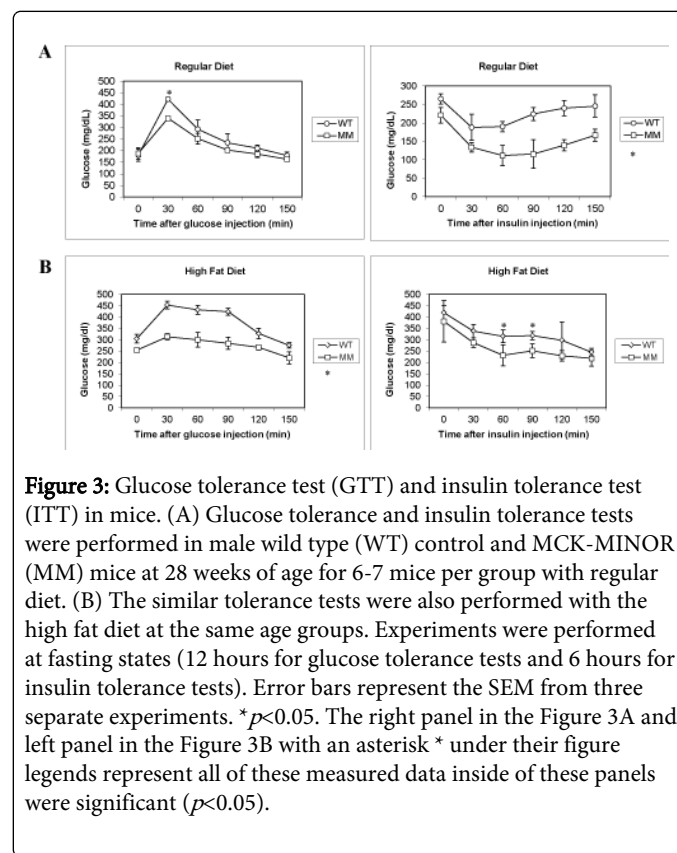 A
Regular Diet
Glucose (mg/dL)
500
450
400
350
300
250
200
150
100
50
0
*
WT
MM
0 30 60 90 120 150
Time after glucose injection (min)
Regular Diet
Glucose (mg/dL)
300
250
200
150
100
50
0
WT
MM
*
0 30 60 90 120 150
Time after insulin injection (min)
B
High Fat Diet
Glucose (mg/dl)
500
450
400
350
300
250
200
150
100
50
0
WT
MM
*
0 30 60 90 120 150
Time after glucose injection (min)
High Fat Diet
Glucose (mg/dl)
500
450
400
350
300
250
200
150
100
50
0
* *
WT
MM
0 30 60 90 120 150
Time after insulin injection (min)
Figure 3: Glucose tolerance test (GTT) and insulin tolerance test
(ITT) in mice. (A) Glucose tolerance and insulin tolerance tests
were performed in male wild type (WT) control and MCK-MINOR
(MM) mice at 28 weeks of age for 6-7 mice per group with regular
diet. (B) The similar tolerance tests were also performed with the
high fat diet at the same age groups. Experiments were performed
at fasting states (12 hours for glucose tolerance tests and 6 hours for
insulin tolerance tests). Error bars represent the SEM from three
separate experiments. *p<0.05. The right panel in the Figure 3A and
left panel in the Figure 3B with an asterisk * under their figure
legends represent all of these measured data inside of these panels
were significant (p<0.05).